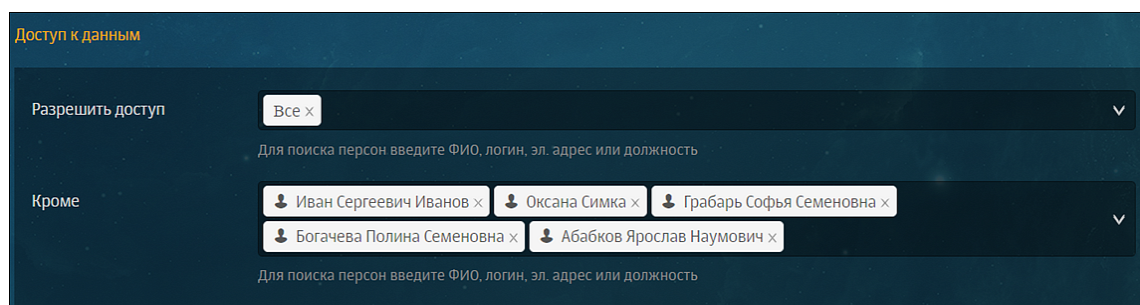 Доступ к данным
Разрешить доступ
Все ×
Для поиска персон введите ФИО, логин, эл. адрес или должность
Кроме
Иван Сергеевич Иванов × Оксана Симка × Грабарь Софья Семеновна ×
Богачева Полина Семеновна × Абабков Ярослав Наумович ×
Для поиска персон введите ФИО, логин, эл. адрес или должность